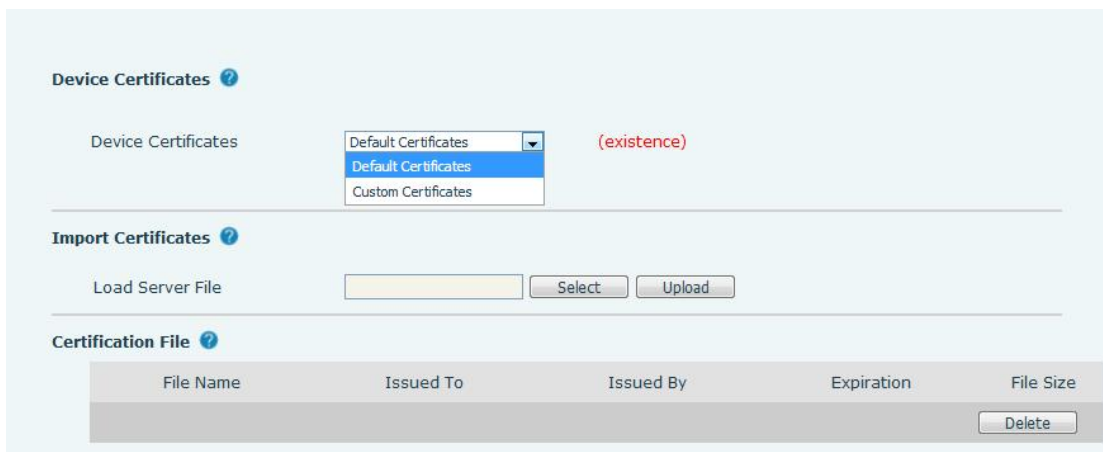 Device Certificates ?
Device Certificates Default Certificates (existence)
Default Certificates
Custom Certificates
Import Certificates ?
Load Server File Select Upload
Certification File ?
File Name Issued To Issued By Expiration File Size
Delete